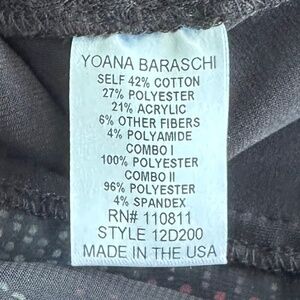 YOANA BARASCHI
SELF 42% COTTON
27% POLYESTER
21% ACRYLIC
6% OTHER FIBERS
4% POLYAMIDE
COMBO I
100% POLYESTER
COMBO II
96% POLYESTER
4% SPANDEX
RN# 110811
STYLE 12D200
MADE IN THE USA